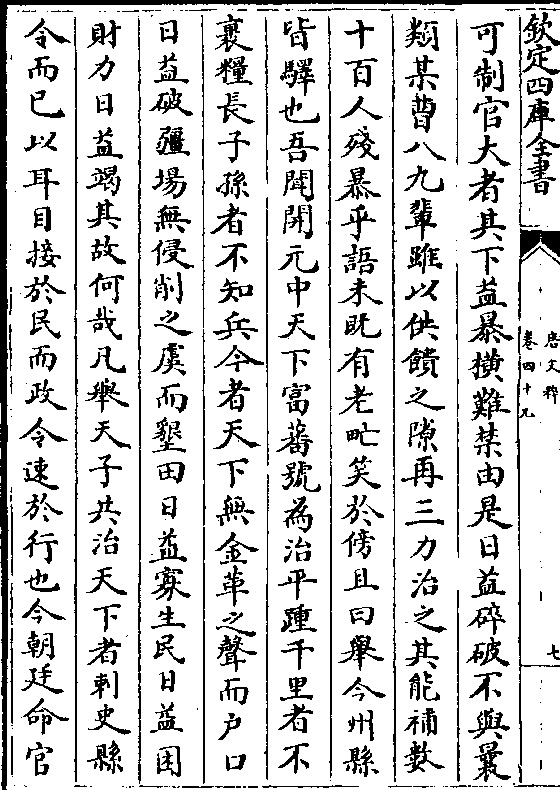 欽定四庫全書
唐文粹
卷四十九
七
可制官大者其下益暴横難禁由是日益碎破不與曩
類某曹八九輩雖以供饋之隙再三力治之其能補數
十百人殘暴乎語未既有老甿笑於傍且曰舉今州縣
皆驛也吾聞開元中天下富蕃號為治平踵千里者不
裹糧長子孫者不知兵今者天下無金革之聲而户口
日益破疆場無侵削之虞而墾田日益寡生民日益困
財力日益竭其故何哉凡舉天子共治天下者刺史縣
令而已以耳目接於民而政令速於行也今朝廷命官